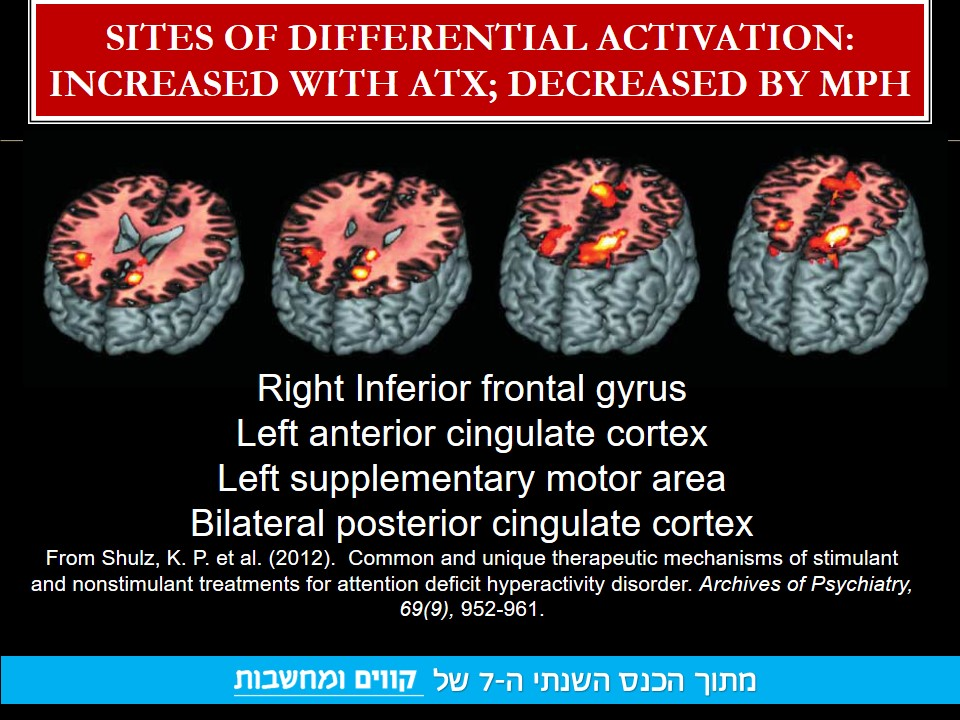 SITES OF DIFFERENTIAL ACTIVATION:
INCREASED WITH ATX; DECREASED BY MPH
Right Inferior frontal gyrus
Left anterior cingulate cortex
Left supplementary motor area
Bilateral posterior cingulate cortex
From Shulz, K. P. et al. (2012).  Common and unique therapeutic mechanisms of stimulant
and nonstimulant treatments for attention deficit hyperactivity disorder. Archives of Psychiatry,
69(9), 952-961.
מתוך הכנס השנתי ה-7 של קווים ומחשבות